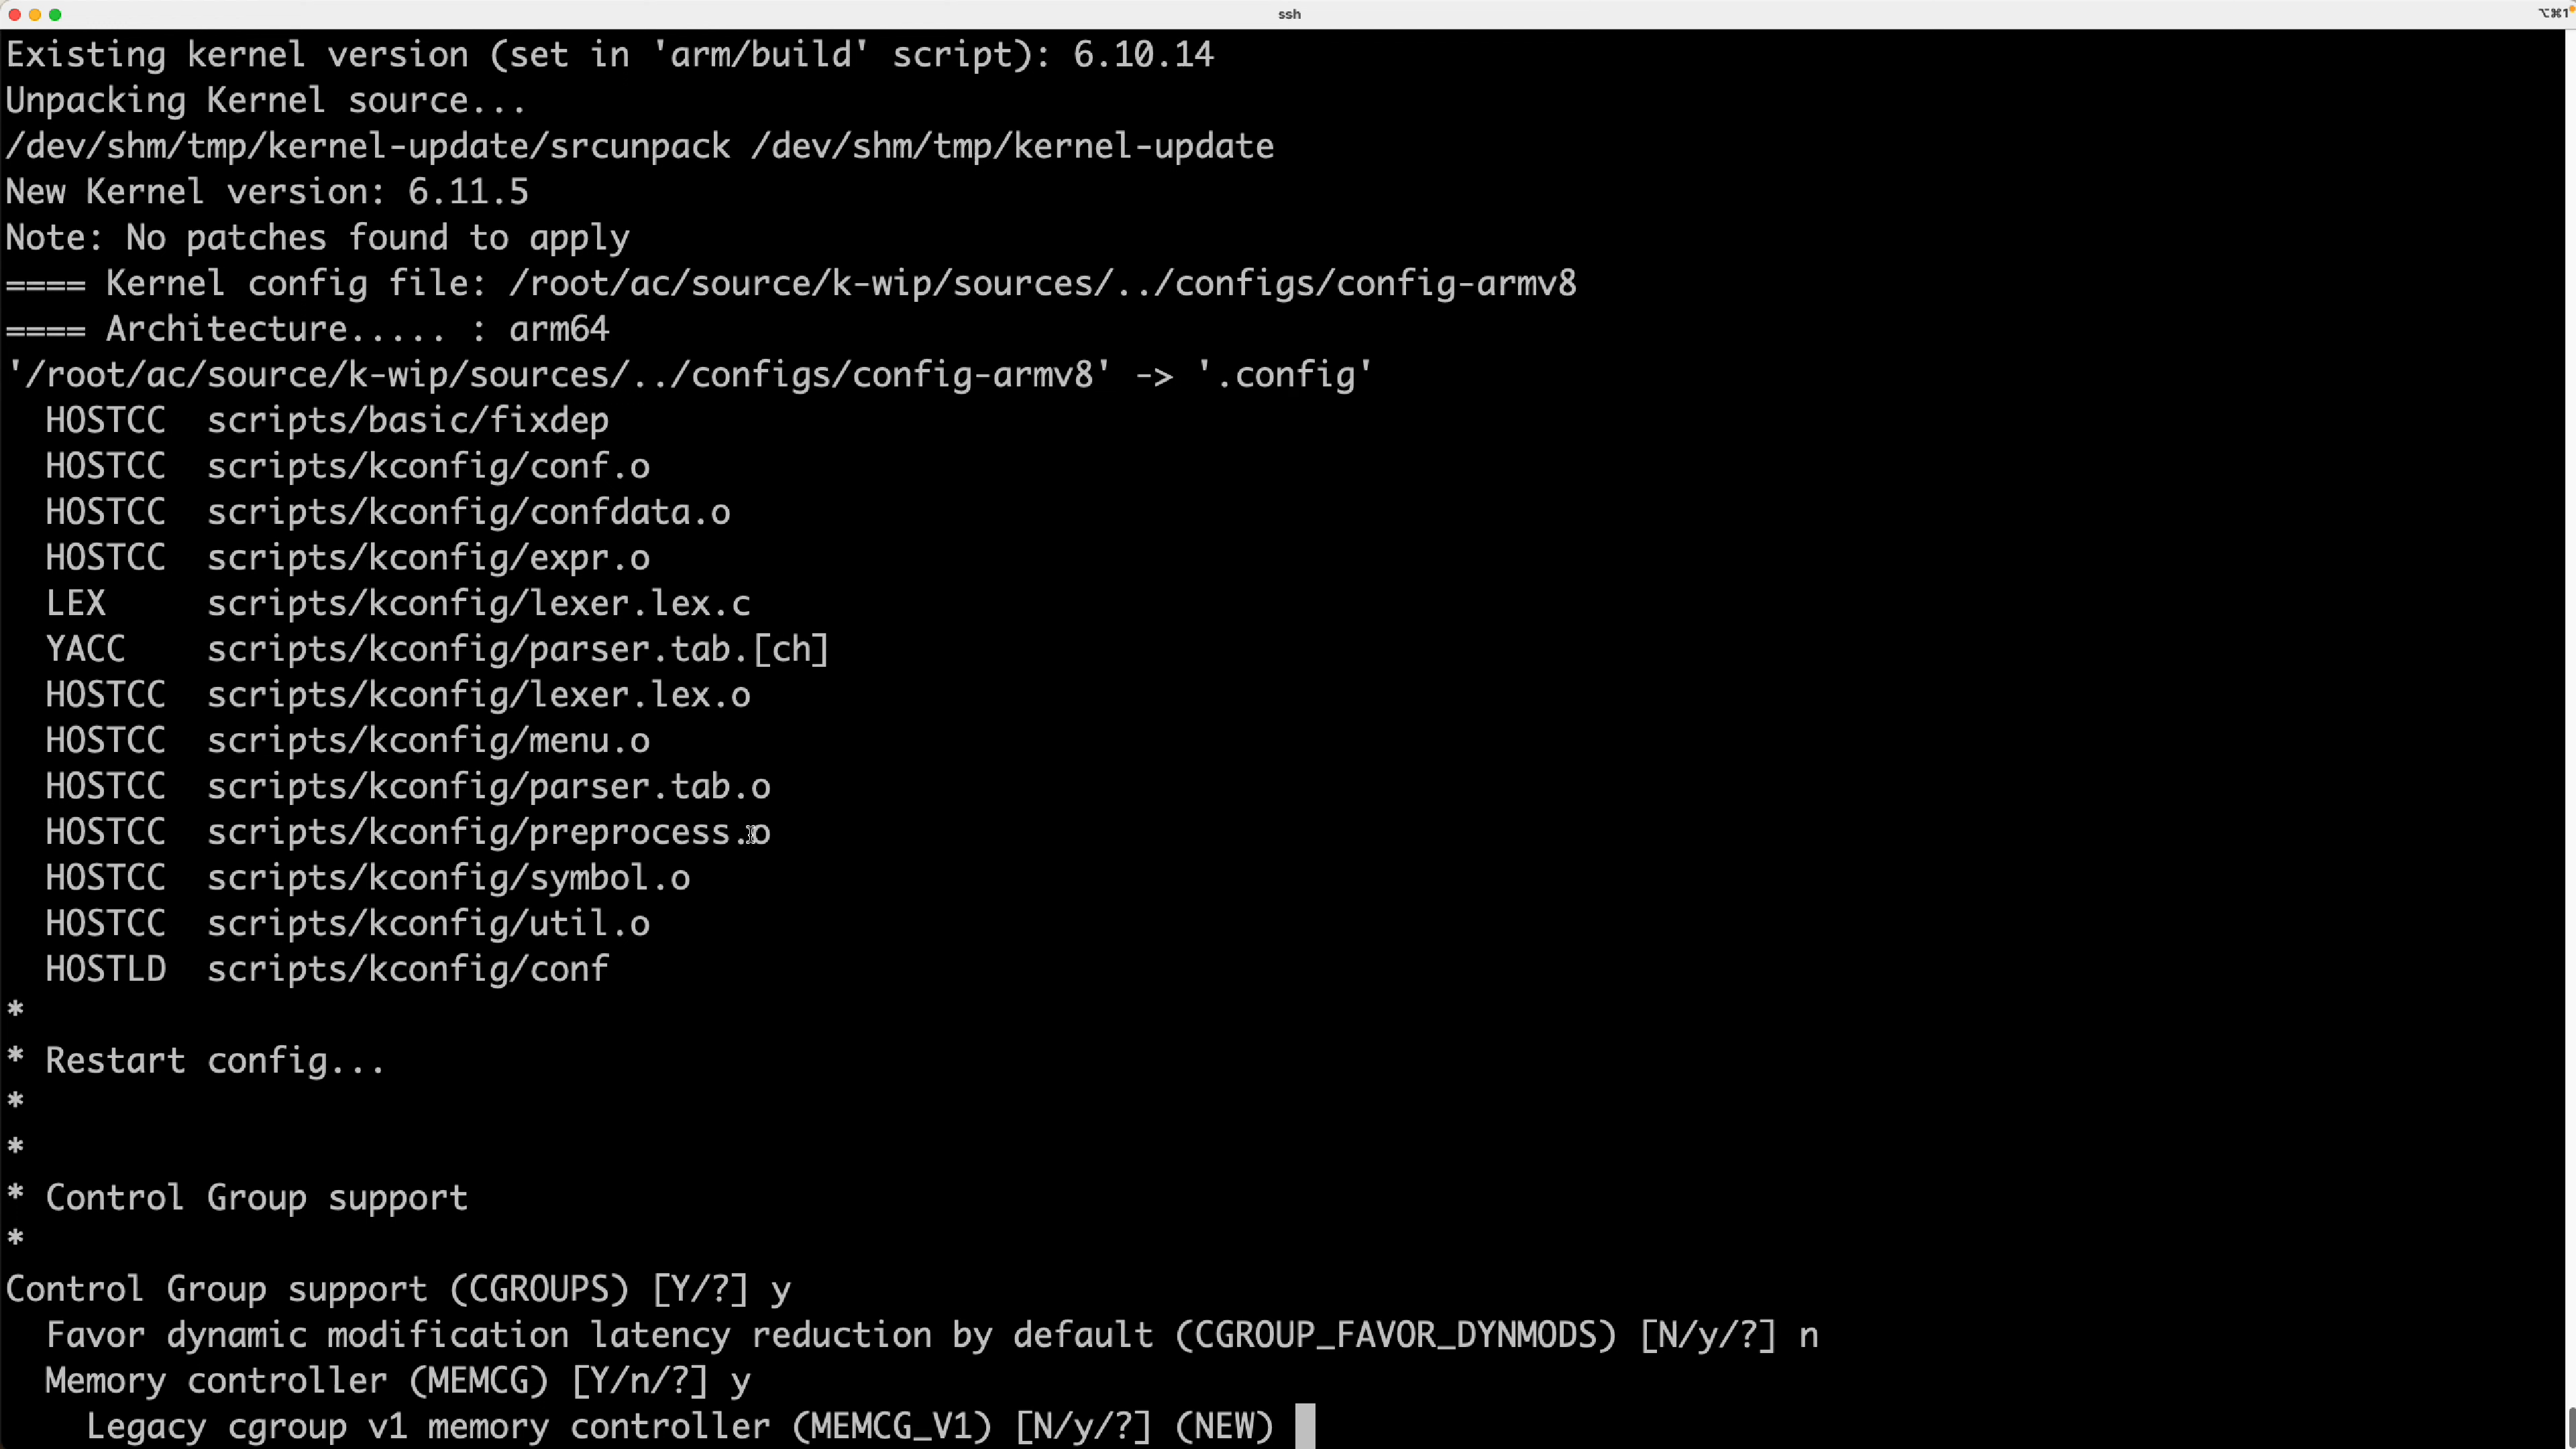 ssh
⌥⌘1
Existing kernel version (set in 'arm/build' script): 6.10.14
Unpacking Kernel source...
/dev/shm/tmp/kernel-update/srcunpack /dev/shm/tmp/kernel-update
New Kernel version: 6.11.5
Note: No patches found to apply
==== Kernel config file: /root/ac/source/k-wip/sources/../configs/config-armv8
==== Architecture..... : arm64
'/root/ac/source/k-wip/sources/../configs/config-armv8' -> '.config'
  HOSTCC  scripts/basic/fixdep
  HOSTCC  scripts/kconfig/conf.o
  HOSTCC  scripts/kconfig/confdata.o
  HOSTCC  scripts/kconfig/expr.o
  LEX     scripts/kconfig/lexer.lex.c
  YACC    scripts/kconfig/parser.tab.[ch]
  HOSTCC  scripts/kconfig/lexer.lex.o
  HOSTCC  scripts/kconfig/menu.o
  HOSTCC  scripts/kconfig/parser.tab.o
  HOSTCC  scripts/kconfig/preprocess.o
  HOSTCC  scripts/kconfig/symbol.o
  HOSTCC  scripts/kconfig/util.o
  HOSTLD  scripts/kconfig/conf
*
* Restart config...
*
*
* Control Group support
*
Control Group support (CGROUPS) [Y/?] y
  Favor dynamic modification latency reduction by default (CGROUP_FAVOR_DYNMODS) [N/y/?] n
  Memory controller (MEMCG) [Y/n/?] y
    Legacy cgroup v1 memory controller (MEMCG_V1) [N/y/?] (NEW)